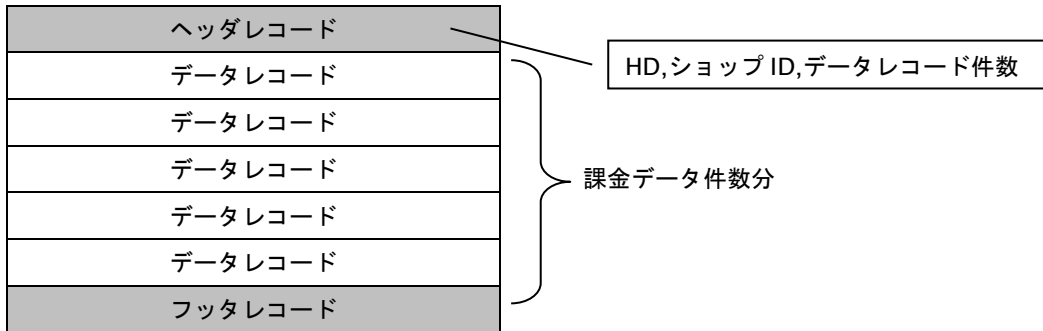 ヘッダレコード
HD,ショップ ID,データレコード件数
データレコード
データレコード
データレコード
データレコード
データレコード
課金データ件数分
フッタレコード